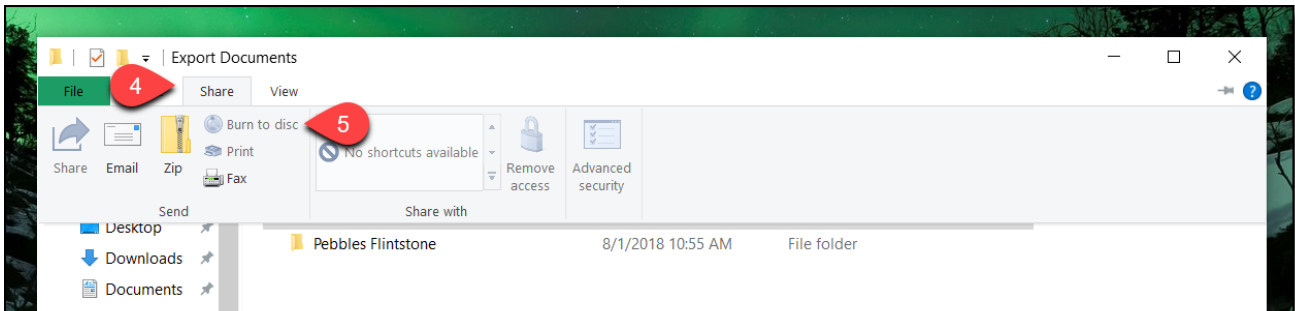 Export Documents
File
4
Share
View
?
Share
Email
Zip
Burn to disc
5
Print
Fax
No shortcuts available
Remove
access
Advanced
security
Send
Share with
Desktop
Downloads
Documents
Pebbles Flintstone 8/1/2018 10:55 AM File folder